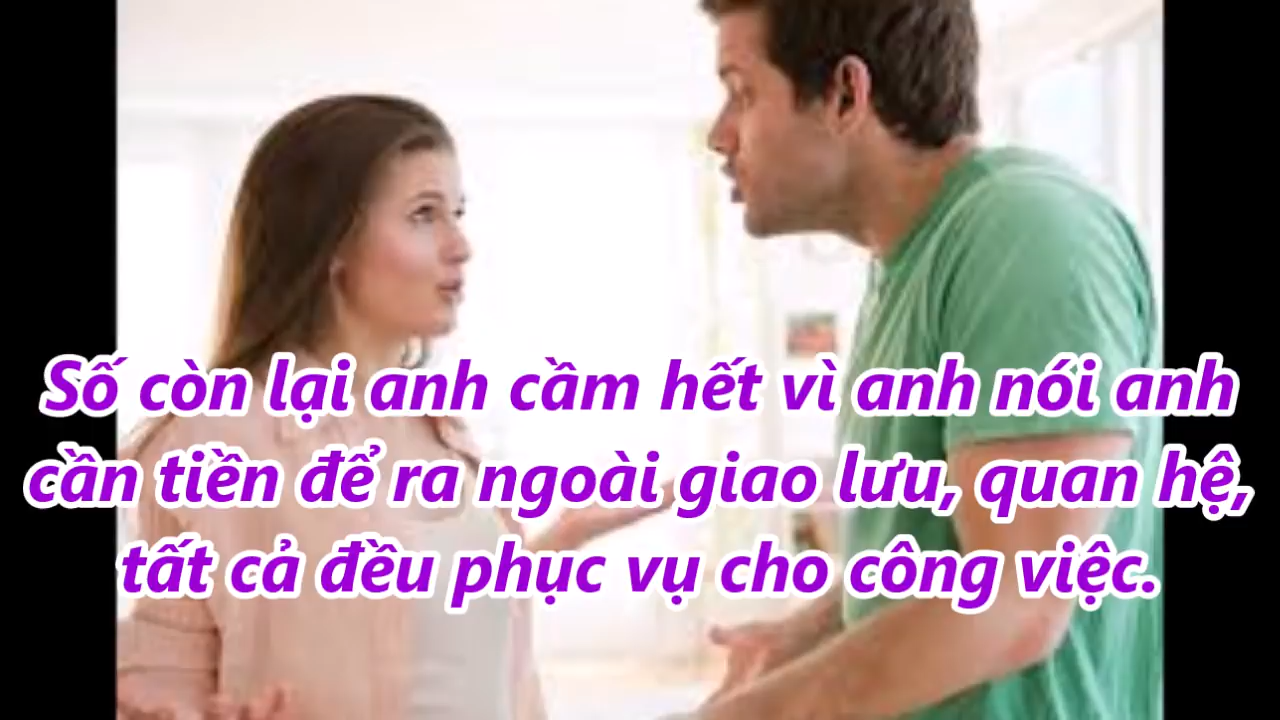 Số còn lại anh cầm hết vì anh nói anh
cần tiền để ra ngoài giao lưu, quan hệ,
tất cả đều phục vụ cho công việc.